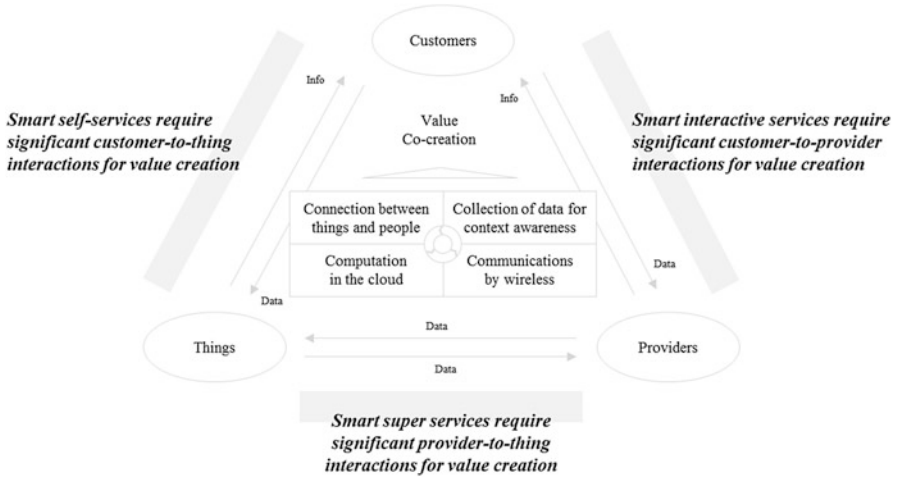 Customers
Info
Info
Smart self-services require
significant customer-to-thing
interactions for value creation
Value
Co-creation
Smart interactive services require
significant customer-to-provider
interactions for value creation
Connection between
things and people
Collection of data for
context awareness
Computation
in the cloud
Communications
by wireless
Data
Data
Things
Data
Data
Providers
Smart super services require
significant provider-to-thing
interactions for value creation